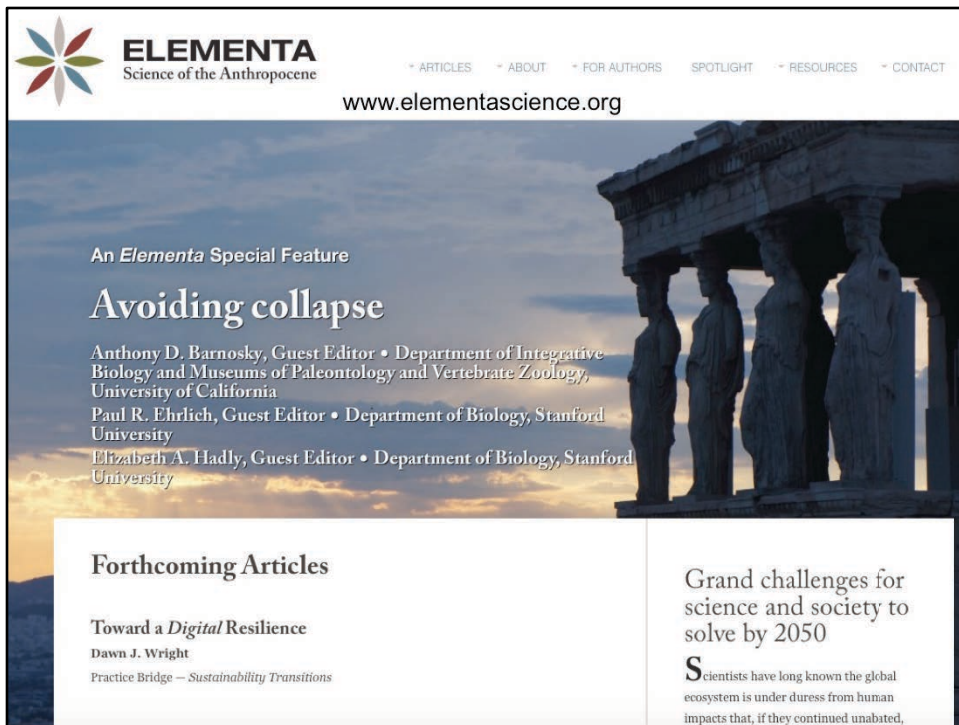 ELEMENTA
Science of the Anthropocene
ARTICLES ABOUT FOR AUTHORS SPOTLIGHT RESOURCES CONTACT
www.elementascience.org
An Elementa Special Feature
Avoiding collapse
Anthony D. Barnosky, Guest Editor • Department of Integrative
Biology and Museums of Paleontology and Vertebrate Zoology,
University of California
Paul R. Ehrlich, Guest Editor • Department of Biology, Stanford
University
Elizabeth A. Hadly, Guest Editor • Department of Biology, Stanford
University
Forthcoming Articles
Toward a Digital Resilience
Dawn J. Wright
Practice Bridge — Sustainability Transitions
Grand challenges for
science and society to
solve by 2050
Scientists have long known the global
ecosystem is under duress from human
impacts that, if they continued unabated,